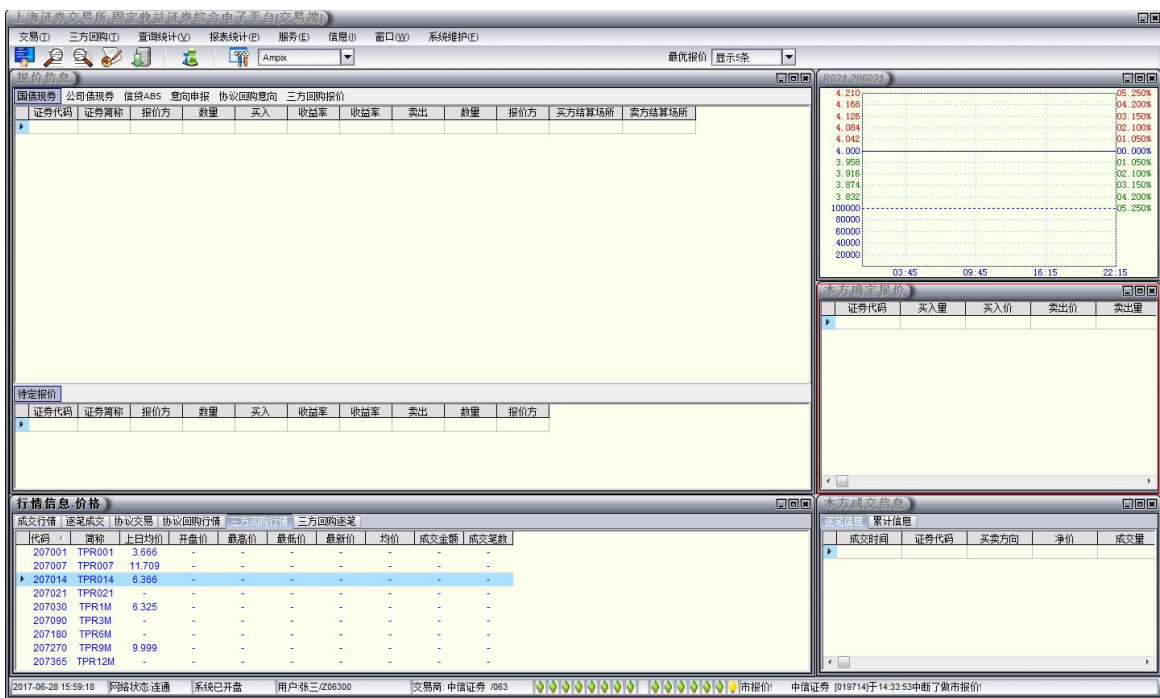 上海证券交易所 固定收益证券综合电子平台[交易端]
交易(T) 三方回购(T) 查询统计(V) 报表统计(P) 服务(E) 信息(I) 窗口(W) 系统维护(E)
Ampix 最优报价 显示5条
报价信息
国债现券 公司债现券 信贷ABS 意向申报 协议回购意向 三方回购报价
证券代码 证券简称 报价方 数量 买入 收益率 收益率 卖出 数量 报价方 买方结算场所 卖方结算场所
待定报价
证券代码 证券简称 报价方 数量 买入 收益率 收益率 卖出 数量 报价方
R021.206021
4.210 05.250%
4.168 04.200%
4.126 03.150%
4.084 02.100%
4.042 01.050%
4.000 00.000%
3.958 01.050%
3.916 02.100%
3.874 03.150%
3.832 04.200%
100000 05.250%
80000
60000
40000
20000
03:45 09:45 16:15 22:15
本方确定报价
证券代码 买入量 买入价 卖出价 卖出量
行情信息-价格
成交行情 逐笔成交 协议交易 协议回购行情 三方回购行情 三方回购逐笔
代码 简称 上日均价 开盘价 最高价 最低价 最新价 均价 成交金额 成交笔数
207001 TPR001 3.666 - - - - - - -
207007 TPR007 11.709 - - - - - - -
207014 TPR014 6.366 - - - - - - -
207021 TPR021 - - - - - - - -
207030 TPR1M 6.325 - - - - - - -
207090 TPR3M - - - - - - - -
207180 TPR6M - - - - - - - -
207270 TPR9M 9.999 - - - - - - -
207365 TPR12M - - - - - - - -
本方成交信息
逐笔信息 累计信息
成交时间 证券代码 买卖方向 净价 成交量
2017-06-28 15:59:18 网络状态:连通 系统已开盘 用户:张三/Z06300 交易商: 中信证券 /063 市报价! 中信证券 [019714]于14:33:53中断了做市报价!